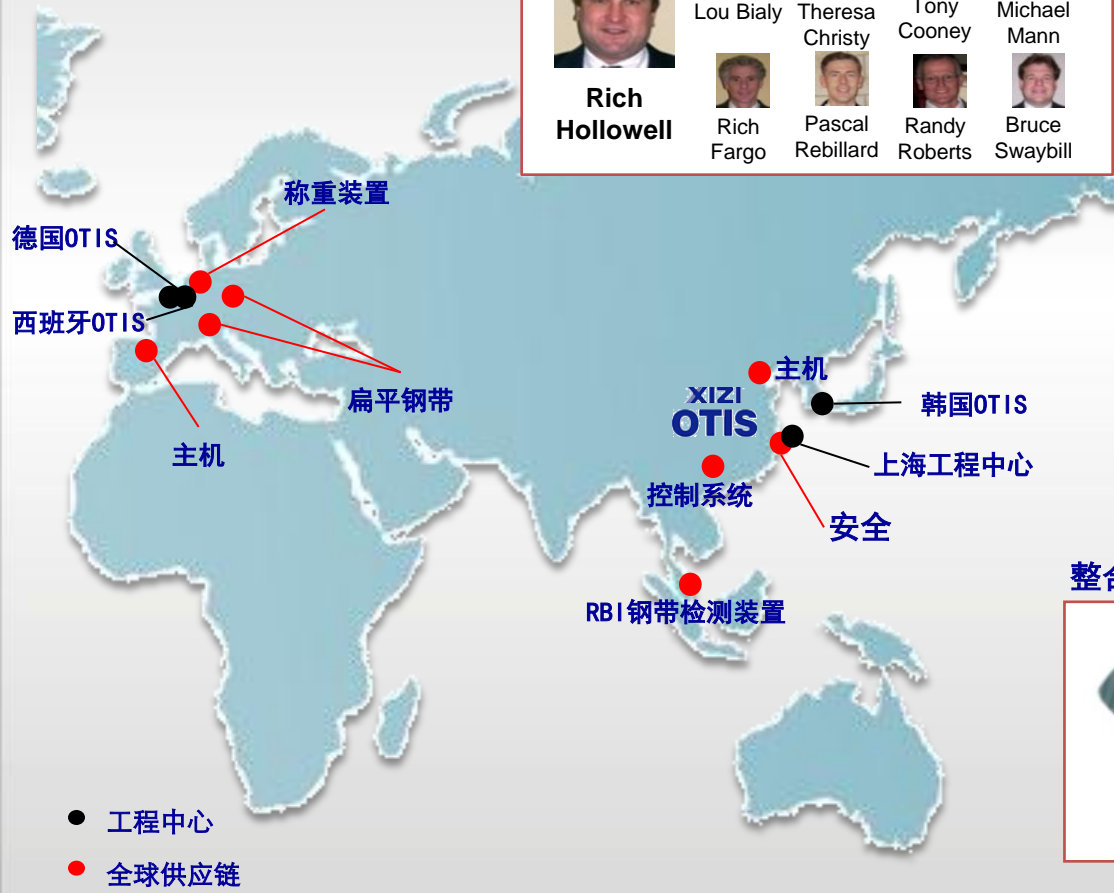 Lou Bialy
Theresa
Christy
Tony
Cooney
Michael
Mann
Rich
Hollowell
Rich
Fargo
Pascal
Rebillard
Randy
Roberts
Bruce
Swaybill
称重装置
德国OTIS
西班牙OTIS
扁平钢带
主机
主机
XIZI
OTIS
韩国OTIS
上海工程中心
控制系统
安全
RBI钢带检测装置
整合
工程中心
全球供应链